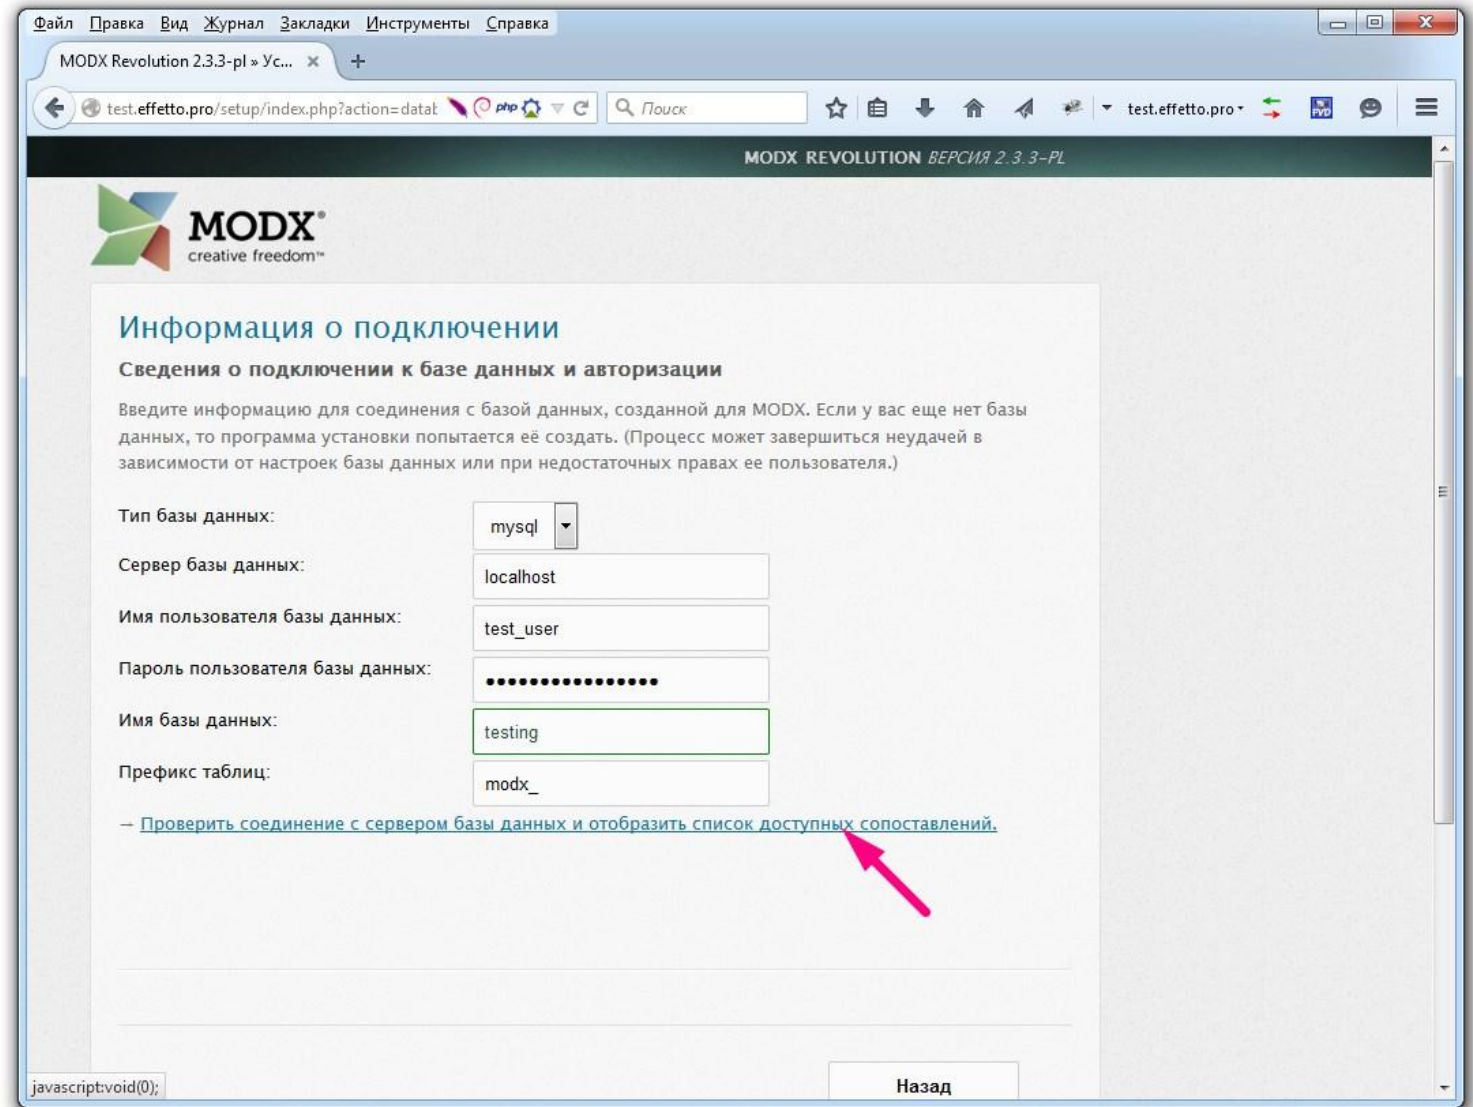 Файл Правка Вид Журнал Закладки Инструменты Справка
MODX Revolution 2.3.3-pl » Ус...
test.effetto.pro/setup/index.php?action=datab
php
Поиск
test.effetto.pro
FVD
MODX REVOLUTION ВЕРСИЯ 2.3.3-PL
MODX®
creative freedom™
Информация о подключении
Сведения о подключении к базе данных и авторизации
Введите информацию для соединения с базой данных, созданной для MODX. Если у вас еще нет базы
данных, то программа установки попытается её создать. (Процесс может завершиться неудачей в
зависимости от настроек базы данных или при недостаточных правах ее пользователя.)
Тип базы данных: mysql
Сервер базы данных: localhost
Имя пользователя базы данных: test_user
Пароль пользователя базы данных: ••••••••••••••••
Имя базы данных: testing
Префикс таблиц: modx_
→ Проверить соединение с сервером базы данных и отобразить список доступных сопоставлений.
Назад
javascript:void(0);